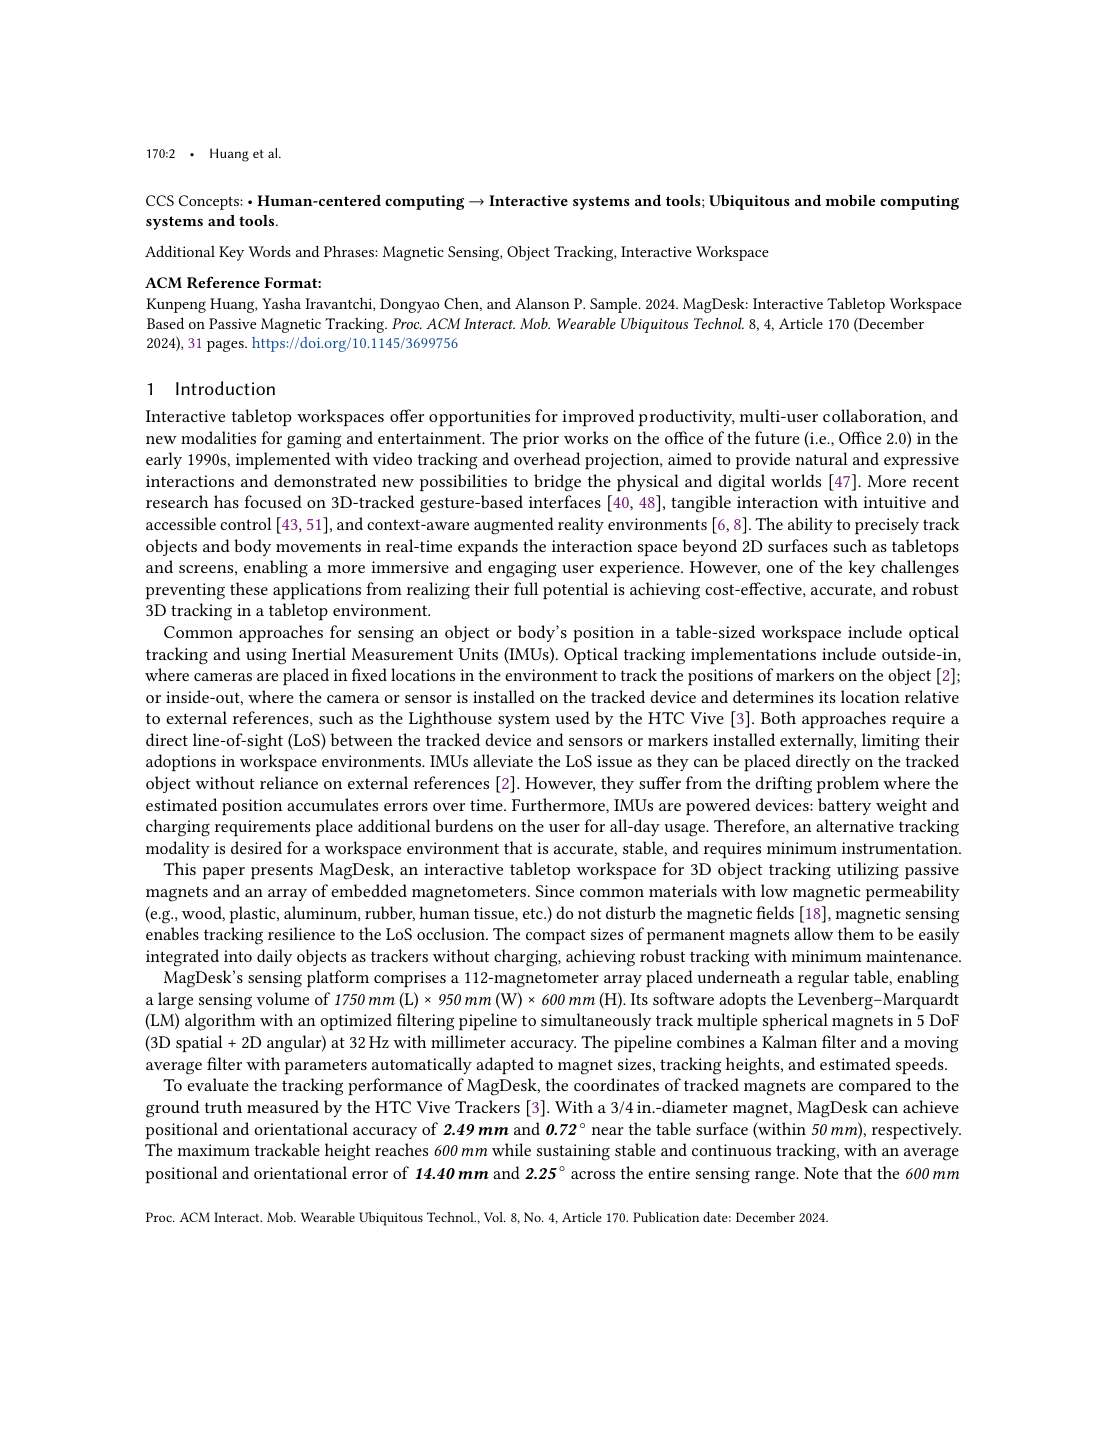 170:2 • Huang et al.
CCS Concepts: • Human-centered computing → Interactive systems and tools; Ubiquitous and mobile computing
systems and tools.
Additional Key Words and Phrases: Magnetic Sensing, Object Tracking, Interactive Workspace
ACM Reference Format:
Kunpeng Huang, Yasha Iravantchi, Dongyao Chen, and Alanson P. Sample. 2024. MagDesk: Interactive Tabletop Workspace
Based on Passive Magnetic Tracking. Proc. ACM Interact. Mob. Wearable Ubiquitous Technol. 8, 4, Article 170 (December
2024), 31 pages. https://doi.org/10.1145/3699756
1 Introduction
Interactive tabletop workspaces offer opportunities for improved productivity, multi-user collaboration, and
new modalities for gaming and entertainment. The prior works on the office of the future (i.e., Office 2.0) in the
early 1990s, implemented with video tracking and overhead projection, aimed to provide natural and expressive
interactions and demonstrated new possibilities to bridge the physical and digital worlds [47]. More recent
research has focused on 3D-tracked gesture-based interfaces [40, 48], tangible interaction with intuitive and
accessible control [43, 51], and context-aware augmented reality environments [6, 8]. The ability to precisely track
objects and body movements in real-time expands the interaction space beyond 2D surfaces such as tabletops
and screens, enabling a more immersive and engaging user experience. However, one of the key challenges
preventing these applications from realizing their full potential is achieving cost-effective, accurate, and robust
3D tracking in a tabletop environment.
Common approaches for sensing an object or body's position in a table-sized workspace include optical
tracking and using Inertial Measurement Units (IMUs). Optical tracking implementations include outside-in,
where cameras are placed in fixed locations in the environment to track the positions of markers on the object [2];
or inside-out, where the camera or sensor is installed on the tracked device and determines its location relative
to external references, such as the Lighthouse system used by the HTC Vive [3]. Both approaches require a
direct line-of-sight (LoS) between the tracked device and sensors or markers installed externally, limiting their
adoptions in workspace environments. IMUs alleviate the LoS issue as they can be placed directly on the tracked
object without reliance on external references [2]. However, they suffer from the drifting problem where the
estimated position accumulates errors over time. Furthermore, IMUs are powered devices: battery weight and
charging requirements place additional burdens on the user for all-day usage. Therefore, an alternative tracking
modality is desired for a workspace environment that is accurate, stable, and requires minimum instrumentation.
This paper presents MagDesk, an interactive tabletop workspace for 3D object tracking utilizing passive
magnets and an array of embedded magnetometers. Since common materials with low magnetic permeability
(e.g., wood, plastic, aluminum, rubber, human tissue, etc.) do not disturb the magnetic fields [18], magnetic sensing
enables tracking resilience to the LoS occlusion. The compact sizes of permanent magnets allow them to be easily
integrated into daily objects as trackers without charging, achieving robust tracking with minimum maintenance.
MagDesk's sensing platform comprises a 112-magnetometer array placed underneath a regular table, enabling
a large sensing volume of 1750 mm (L) × 950 mm (W) × 600 mm (H). Its software adopts the Levenberg–Marquardt
(LM) algorithm with an optimized filtering pipeline to simultaneously track multiple spherical magnets in 5 DoF
(3D spatial + 2D angular) at 32 Hz with millimeter accuracy. The pipeline combines a Kalman filter and a moving
average filter with parameters automatically adapted to magnet sizes, tracking heights, and estimated speeds.
To evaluate the tracking performance of MagDesk, the coordinates of tracked magnets are compared to the
ground truth measured by the HTC Vive Trackers [3]. With a 3/4 in.-diameter magnet, MagDesk can achieve
positional and orientational accuracy of 2.49 mm and 0.72° near the table surface (within 50 mm), respectively.
The maximum trackable height reaches 600 mm while sustaining stable and continuous tracking, with an average
positional and orientational error of 14.40 mm and 2.25° across the entire sensing range. Note that the 600 mm
Proc. ACM Interact. Mob. Wearable Ubiquitous Technol., Vol. 8, No. 4, Article 170. Publication date: December 2024.